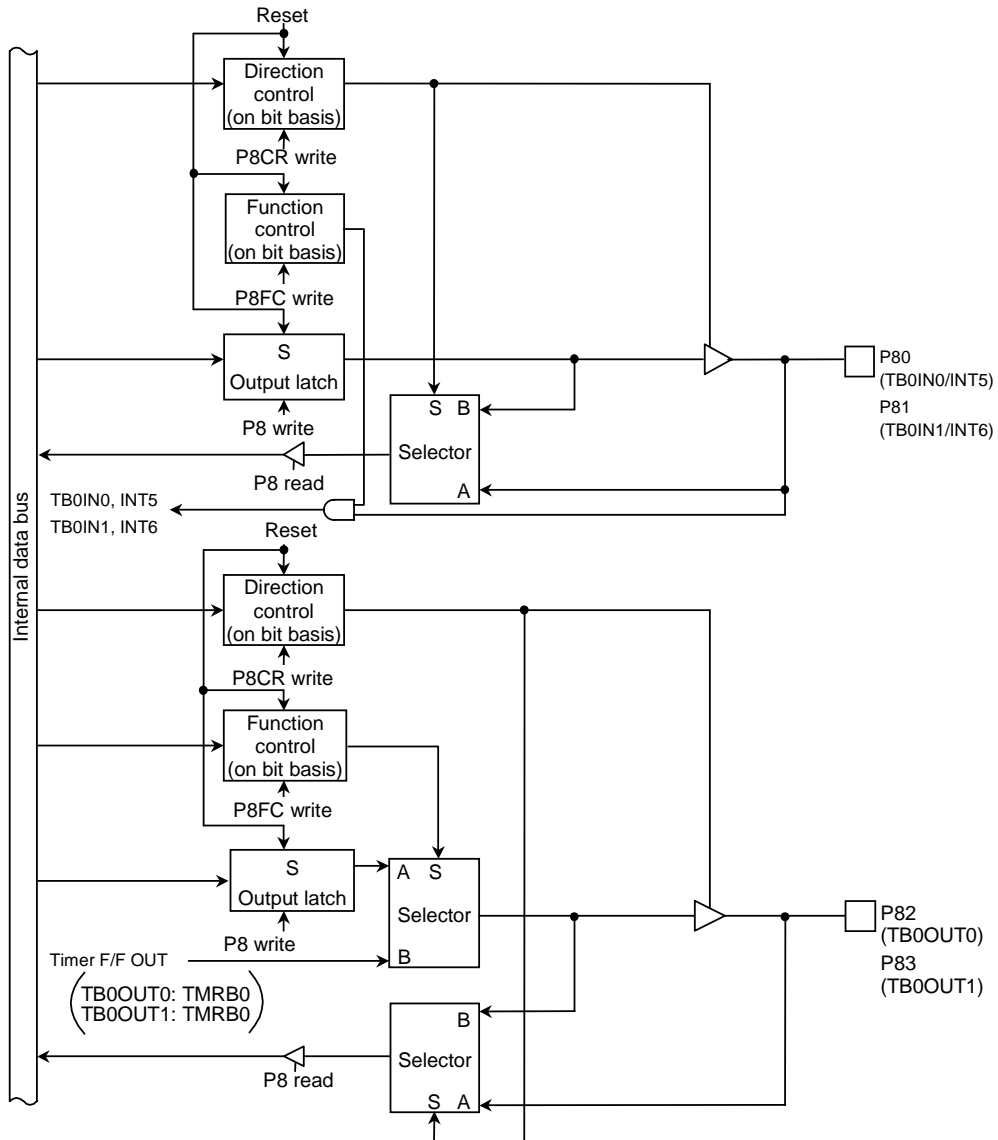 Reset
Direction
control
(on bit basis)
P8CR write
Function
control
(on bit basis)
P8FC write
S
Output latch
P8 write
S B
Selector
A
P8 read
P80
(TB0IN0/INT5)
P81
(TB0IN1/INT6)
TB0IN0, INT5
TB0IN1, INT6
Internal data bus
Reset
Direction
control
(on bit basis)
P8CR write
Function
control
(on bit basis)
P8FC write
S
Output latch
P8 write
A S
Selector
B
Timer F/F OUT
TB0OUT0: TMRB0
TB0OUT1: TMRB0
P82
(TB0OUT0)
P83
(TB0OUT1)
B
Selector
S A
P8 read